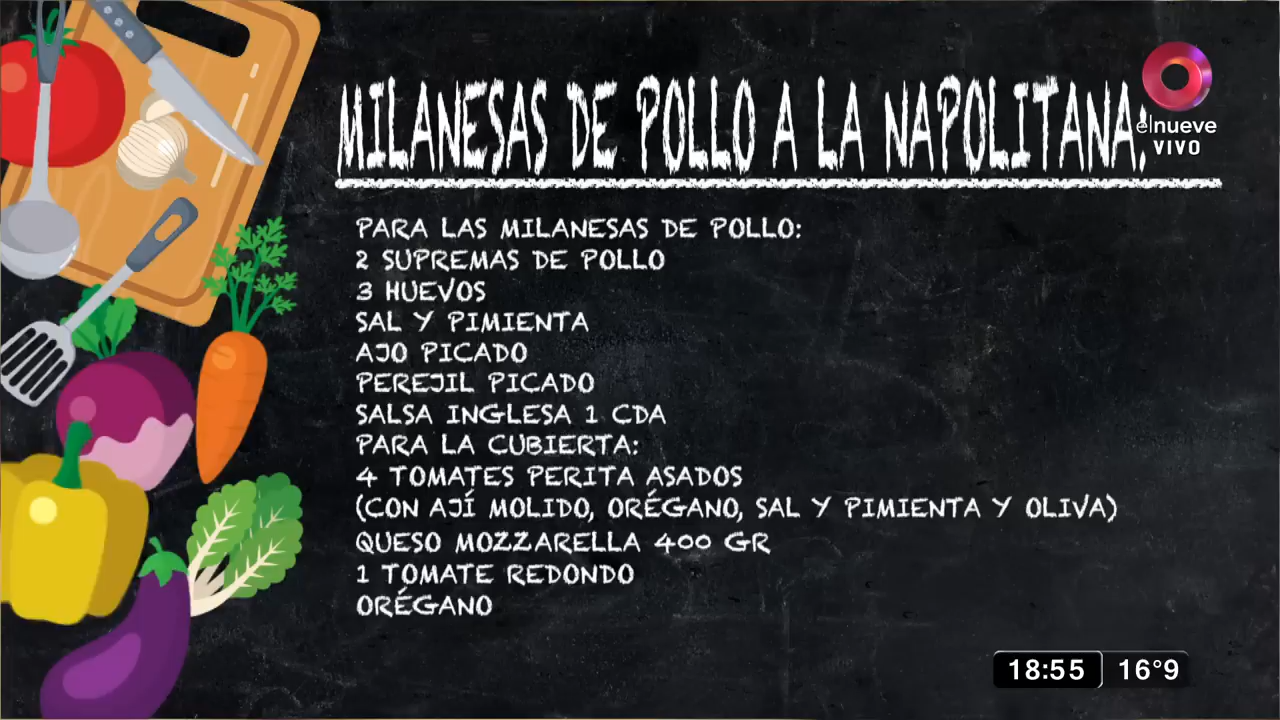 MILANESAS DE POLLO A LA NAPOLITANA:
elnueve
VIVO
PARA LAS MILANESAS DE POLLO:
2 SUPREMAS DE POLLO
3 HUEVOS
SAL Y PIMIENTA
AJO PICADO
PEREJIL PICADO
SALSA INGLESA 1 CDA
PARA LA CUBIERTA:
4 TOMATES PERITA ASADOS
(CON AJÍ MOLIDO, ORÉGANO, SAL Y PIMIENTA Y OLIVA)
QUESO MOZZARELLA 400 GR
1 TOMATE REDONDO
ORÉGANO
18:55 16°9